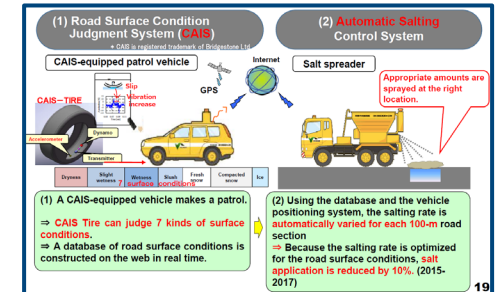 (1) Road Surface Condition
Judgment System (CAIS)
* CAIS is registered trademark of Bridgestone Ltd.
(2) Automatic Salting
Control System
CAIS-equipped patrol vehicle
Internet
Salt spreader
GPS
Slip
Vibration
increase
CAIS-TIRE
Accelerometer
Dynamo
Transmitter
Appropriate amounts are
sprayed at the right
location.
Dryness
Slight
wetness
Wetness
Slush
Fresh
snow
Compacted
snow
Ice
7 surface conditions
(1) A CAIS-equipped vehicle makes a patrol.
⇒ CAIS Tire can judge 7 kinds of surface
conditions.
⇒ A database of road surface conditions is
constructed on the web in real time.
(2) Using the database and the vehicle
positioning system, the salting rate is
automatically varied for each 100-m road
section
⇒ Because the salting rate is optimized
for the road surface conditions, salt
application is reduced by 10%. (2015-
2017)
19